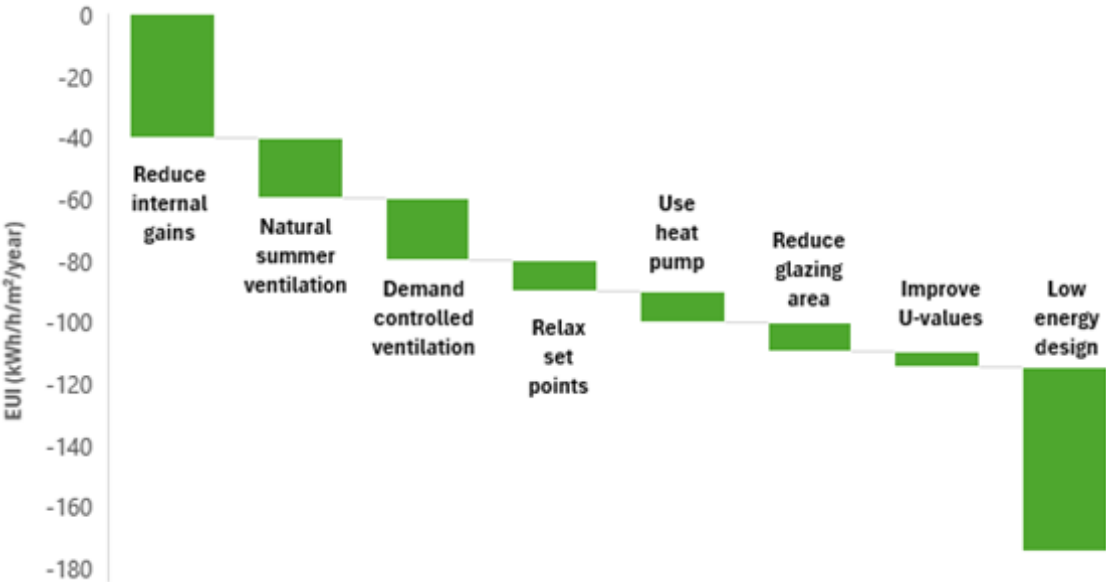 0
-20
-40
-60
-80
-100
-120
-140
-160
-180
EUI (kWh/h/m²/year)
Reduce
internal
gains
Natural
summer
ventilation
Demand
controlled
ventilation
Relax
set
points
Use
heat
pump
Reduce
glazing
area
Improve
U-values
Low
energy
design